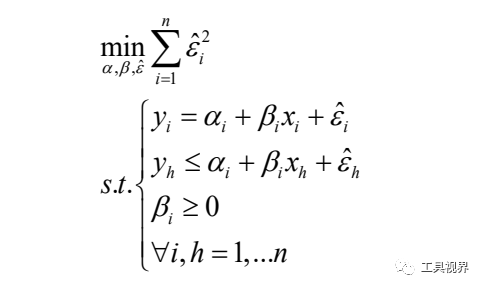 min_{α,β,ε̂} ∑_{i=1}^{n} ε̂_i^2
s.t. { y_i = α_i + β_i x_i + ε̂_i
y_h ≤ α_i + β_i x_h + ε̂_h
β_i ≥ 0
∀i, h = 1,...n
工具视界